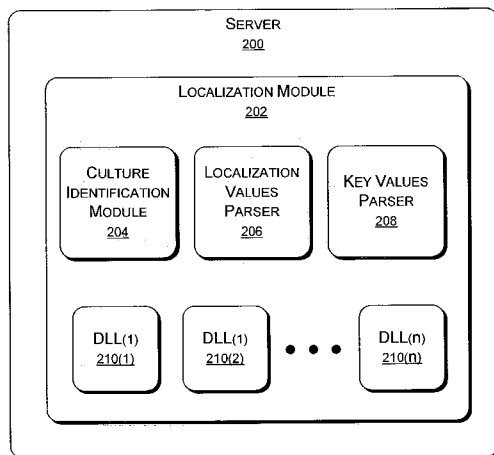 SERVER
200
LOCALIZATION MODULE
202
CULTURE
IDENTIFICATION
MODULE
204
LOCALIZATION
VALUES
PARSER
206
KEY VALUES
PARSER
208
DLL(1)
210(1)
DLL(1)
210(2)
DLL(n)
210(n)